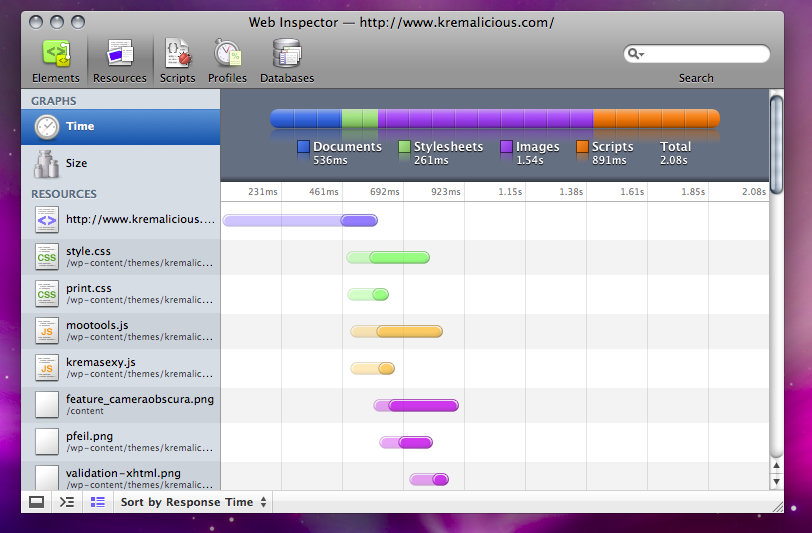 Web Inspector — http://www.kremalicious.com/
Elements Resources Scripts Profiles Databases Search
GRAPHS
Time
Size
Documents Stylesheets Images Scripts Total
536ms 261ms 1.54s 891ms 2.08s
231ms 461ms 692ms 923ms 1.15s 1.38s 1.61s 1.85s 2.08s
RESOURCES
http://www.kremalicious....
style.css
CSS
/wp-content/themes/kremalic...
print.css
CSS
/wp-content/themes/kremalic...
mootools.js
JS
/wp-content/themes/kremalic...
kremasexy.js
JS
/wp-content/themes/kremalic...
feature_cameraobscura.png
/content
pfeil.png
/wp-content/themes/kremalic...
validation-xhtml.png
/wp-content/themes/kremalic...
Sort by Response Time